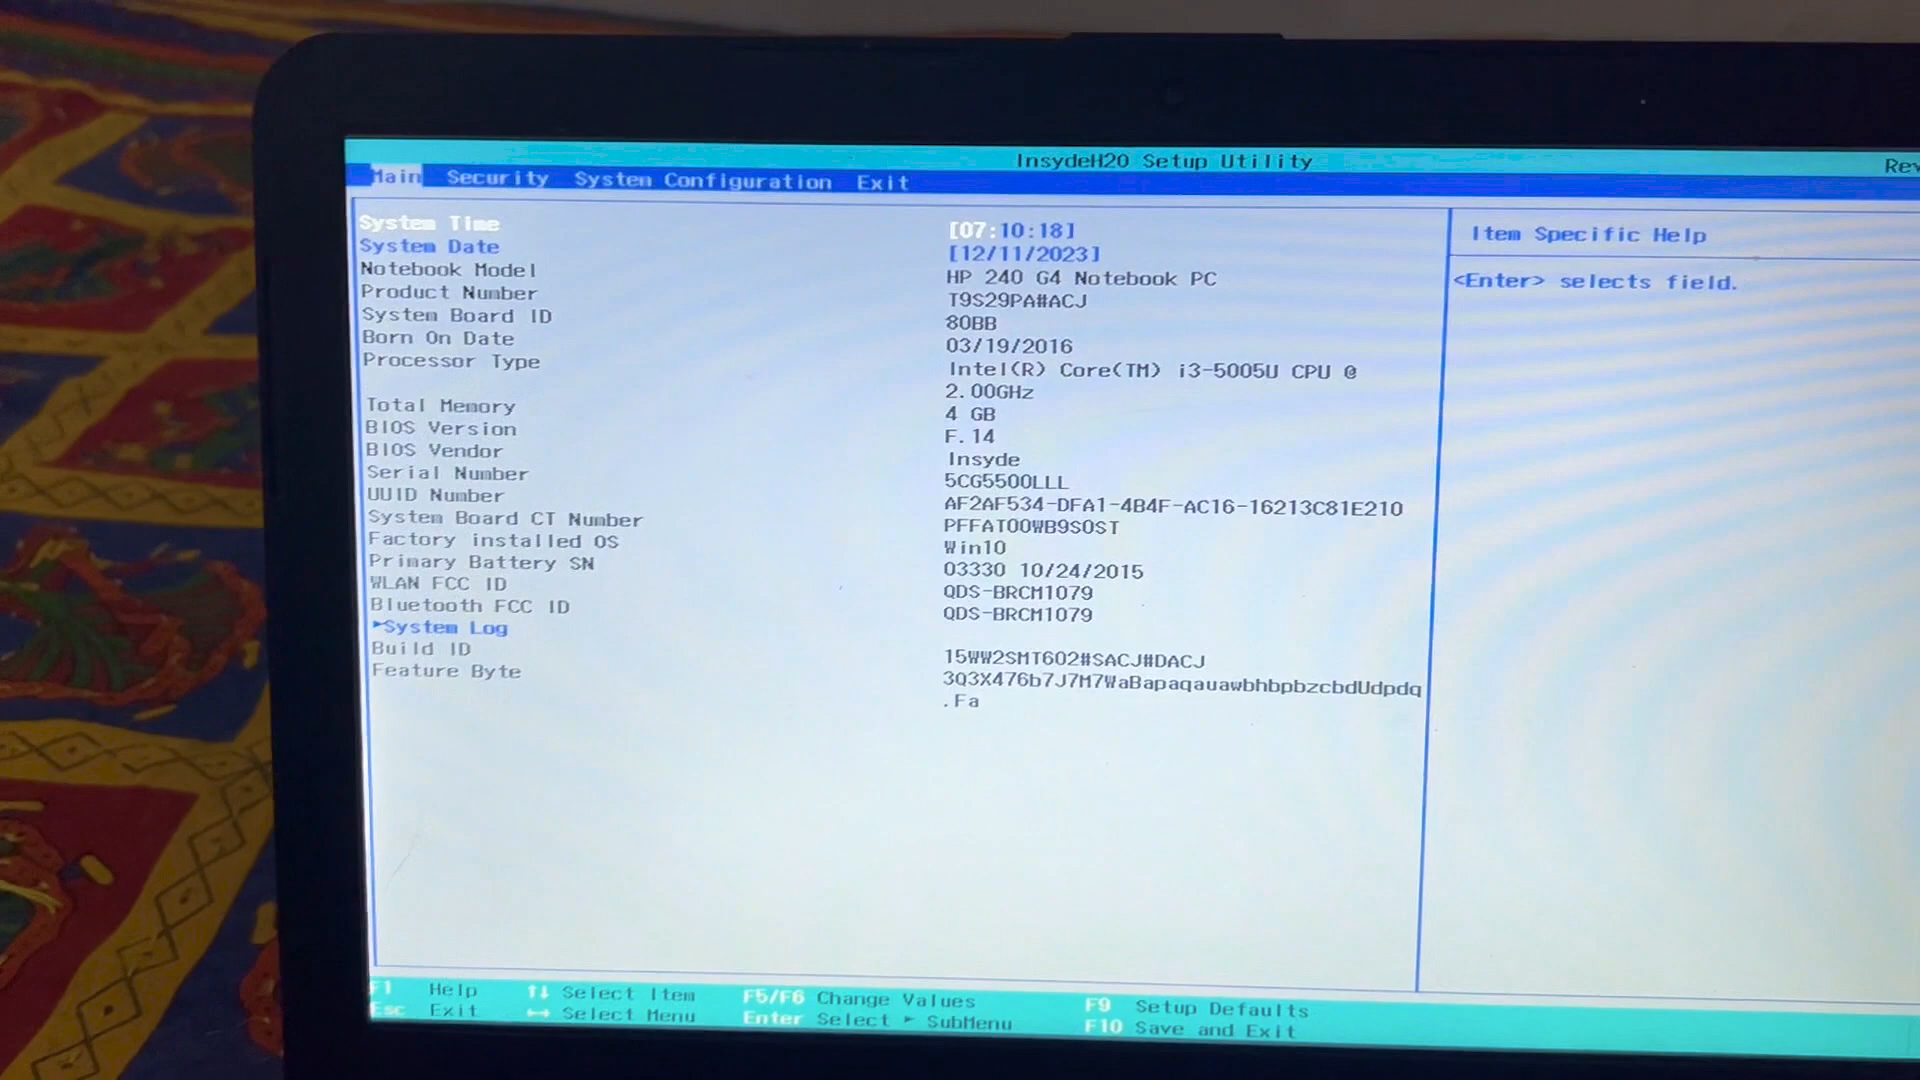 InsydeH20 Setup Utility
Main Security System Configuration Exit
System Time [07:10:18]
System Date [12/11/2023]
Notebook Model HP 240 G4 Notebook PC
Product Number T9S29PA#ACJ
System Board ID 80BB
Born On Date 03/19/2016
Processor Type Intel(R) Core(TM) i3-5005U CPU @
2.00GHz
Total Memory 4 GB
BIOS Version F.14
BIOS Vendor Insyde
Serial Number 5CG5500LLL
UUID Number AF2AF534-DFA1-4B4F-AC16-16213C81E210
System Board CT Number PFFAT00WB9S0ST
Factory installed OS Win10
Primary Battery SN 03330 10/24/2015
WLAN FCC ID QDS-BRCM1079
Bluetooth FCC ID QDS-BRCM1079
►System Log
Build ID 15WW2SMT602#SACJ#DACJ
Feature Byte 3Q3X476b7J7M7WaBapaqauawbhbpbzcbdUdpdq
.Fa
Item Specific Help
<Enter> selects field.
F1 Help ↑↓ Select Item F5/F6 Change Values F9 Setup Defaults
Esc Exit ↔ Select Menu Enter Select ► SubMenu F10 Save and Exit